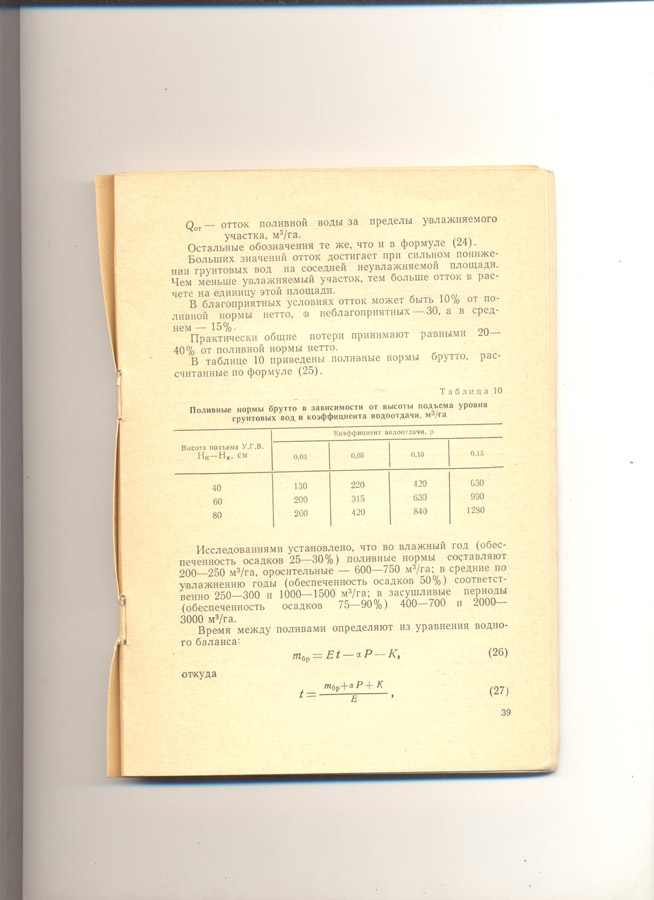 Qот — отток поливной воды за пределы увлажняемого
участка, м³/га.
Остальные обозначения те же, что и в формуле (24).
Больших значений отток достигает при сильном пониже-
нии грунтовых вод на соседней неувлажняемой площади.
Чем меньше увлажняемый участок, тем больше отток в рас-
чете на единицу этой площади.
В благоприятных условиях отток может быть 10% от по-
ливной нормы нетто, в неблагоприятных — 30, а в сред-
нем — 15%.
Практически общие потери принимают равными 20—
40% от поливной нормы нетто.
В таблице 10 приведены поливные нормы брутто, рас-
считанные по формуле (25).
Таблица 10
Поливные нормы брутто в зависимости от высоты подъема уровня
грунтовых вод и коэффициента водоотдачи, м³/га
Высота подъема У.Г.В. Коэффициент водоотдачи, μ
Hн—Hк, см 0,03 0,05 0,10 0,15
40 130 220 420 630
60 200 315 630 990
80 260 420 840 1280
Исследованиями установлено, что во влажный год (обес-
печенность осадков 25—30%) поливные нормы составляют
200—250 м³/га, оросительные — 600—750 м³/га; в средние по
увлажнению годы (обеспеченность осадков 50%) соответст-
венно 250—300 и 1000—1500 м³/га; в засушливые периоды
(обеспеченность осадков 75—90%) 400—700 и 2000—
3000 м³/га.
Время между поливами определяют из уравнения водно-
го баланса:
mбр = Et — αP — K, (26)
откуда
t = mбр+αP + K / E , (27)
39